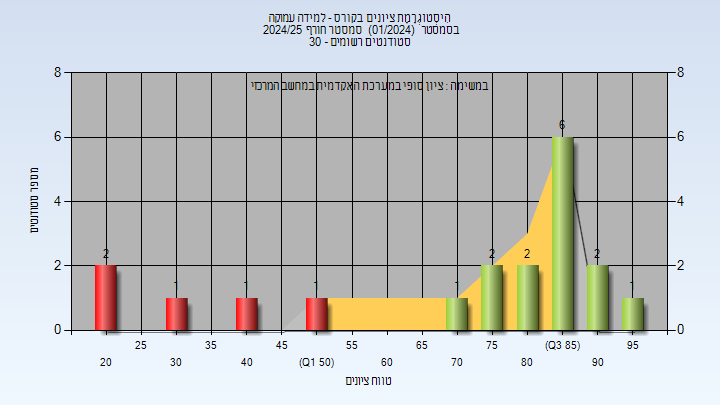 היסטוגרמת ציונים בקורס - למידה עמוקה
בסמסטר (01/2024) סמסטר חורף 2024/25
סטודנטים רשומים - 30
במשימה : ציון סופי במערכת האקדמית במחשב המרכזי
8 8
6 6
4 4
2 2
0 0
מספר סטודנטים
2 1 1 1 1 2 2 6 2 1
25 35 45 55 65 75 (Q3 85) 95
20 30 40 (Q1 50) 60 70 80 90
טווח ציונים